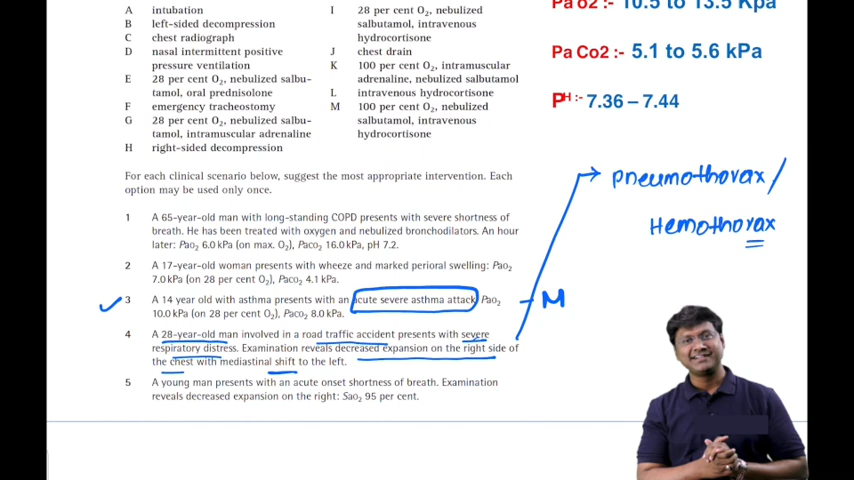 A intubation
B left-sided decompression
C chest radiograph
D nasal intermittent positive
pressure ventilation
E 28 per cent O₂, nebulized salbu-
tamol, oral prednisolone
F emergency tracheostomy
G 28 per cent O₂, nebulized salbu-
tamol, intramuscular adrenaline
H right-sided decompression
I 28 per cent O₂, nebulized
salbutamol, intravenous
hydrocortisone
J chest drain
K 100 per cent O₂, intramuscular
adrenaline, nebulized salbutamol
L intravenous hydrocortisone
M 100 per cent O₂, nebulized
salbutamol, intravenous
hydrocortisone
Pa o2 :- 10.5 to 13.5 Kpa
Pa Co2 :- 5.1 to 5.6 kPa
PH :- 7.36 – 7.44
For each clinical scenario below, suggest the most appropriate intervention. Each
option may be used only once.
1 A 65-year-old man with long-standing COPD presents with severe shortness of
breath. He has been treated with oxygen and nebulized bronchodilators. An hour
later: Pao₂ 6.0 kPa (on max. O₂), Paco₂ 16.0 kPa, pH 7.2.
2 A 17-year-old woman presents with wheeze and marked perioral swelling: Pao₂
7.0 kPa (on 28 per cent O₂), Paco₂ 4.1 kPa.
3 A 14 year old with asthma presents with an acute severe asthma attack Pao₂
10.0 kPa (on 28 per cent O₂), Paco₂ 8.0 kPa.
4 A 28-year-old man involved in a road traffic accident presents with severe
respiratory distress. Examination reveals decreased expansion on the right side of
the chest with mediastinal shift to the left.
5 A young man presents with an acute onset shortness of breath. Examination
reveals decreased expansion on the right: Sao₂ 95 per cent.
pneumothorax /
Hemothorax
M